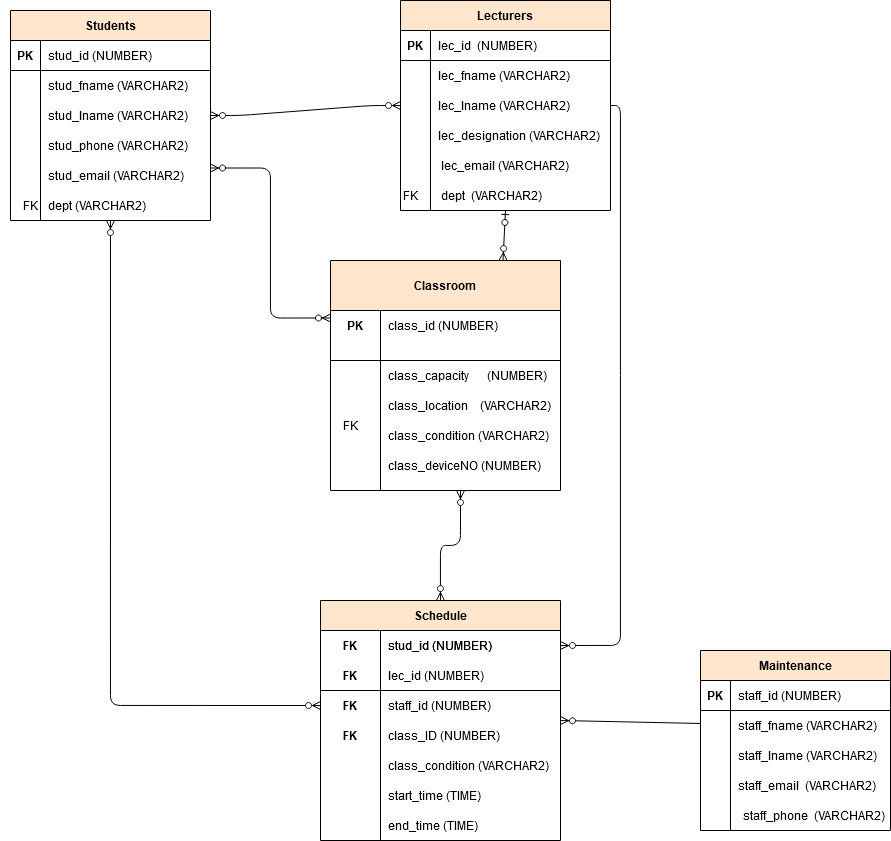 Students
PK stud_id (NUMBER)
stud_fname (VARCHAR2)
stud_lname (VARCHAR2)
stud_phone (VARCHAR2)
stud_email (VARCHAR2)
FK dept (VARCHAR2)
Lecturers
PK lec_id (NUMBER)
lec_fname (VARCHAR2)
lec_lname (VARCHAR2)
lec_designation (VARCHAR2)
lec_email (VARCHAR2)
FK dept (VARCHAR2)
Classroom
PK class_id (NUMBER)
class_capacity (NUMBER)
class_location (VARCHAR2)
FK
class_condition (VARCHAR2)
class_deviceNO (NUMBER)
Schedule
FK stud_id (NUMBER)
FK lec_id (NUMBER)
FK staff_id (NUMBER)
FK class_ID (NUMBER)
class_condition (VARCHAR2)
start_time (TIME)
end_time (TIME)
Maintenance
PK staff_id (NUMBER)
staff_fname (VARCHAR2)
staff_lname (VARCHAR2)
staff_email (VARCHAR2)
staff_phone (VARCHAR2)